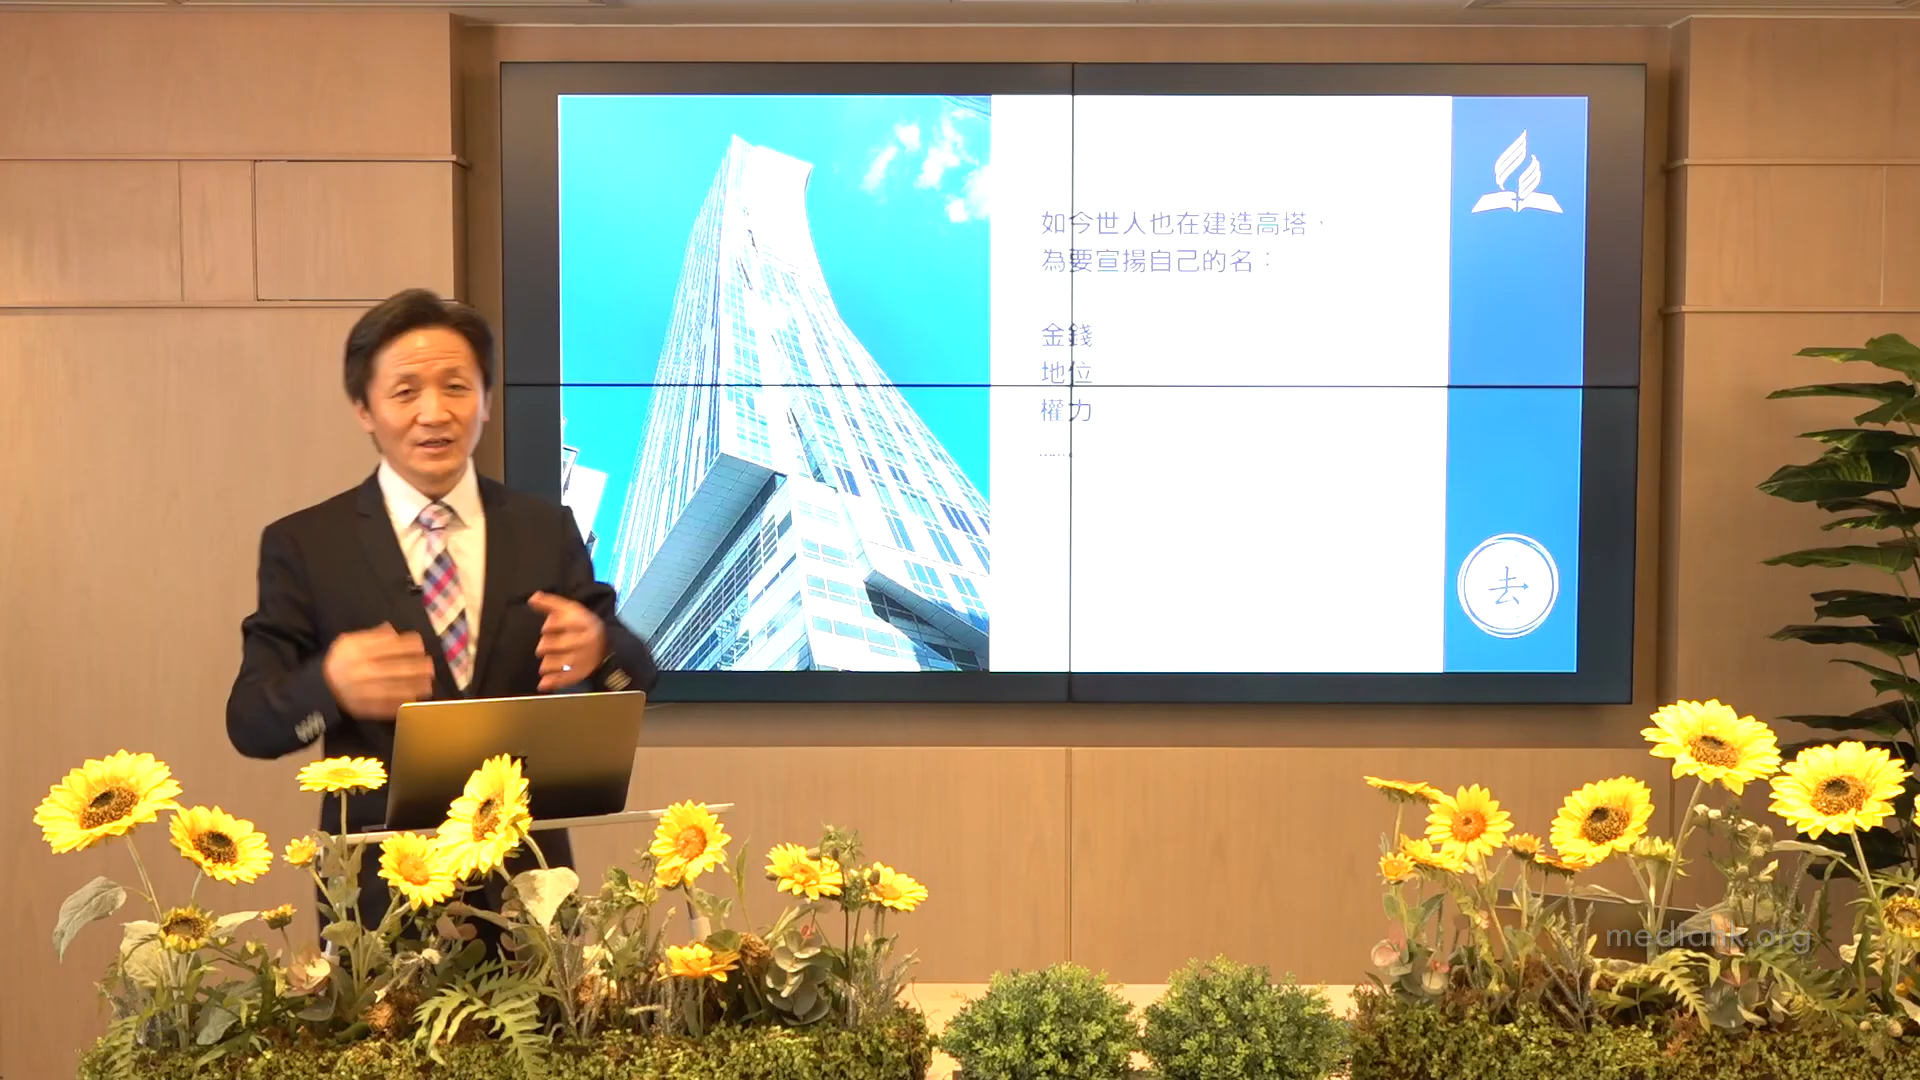 如今世人也在建造高塔，
為要宣揚自己的名：
金錢
地位
權力
……
去
mediahk.org